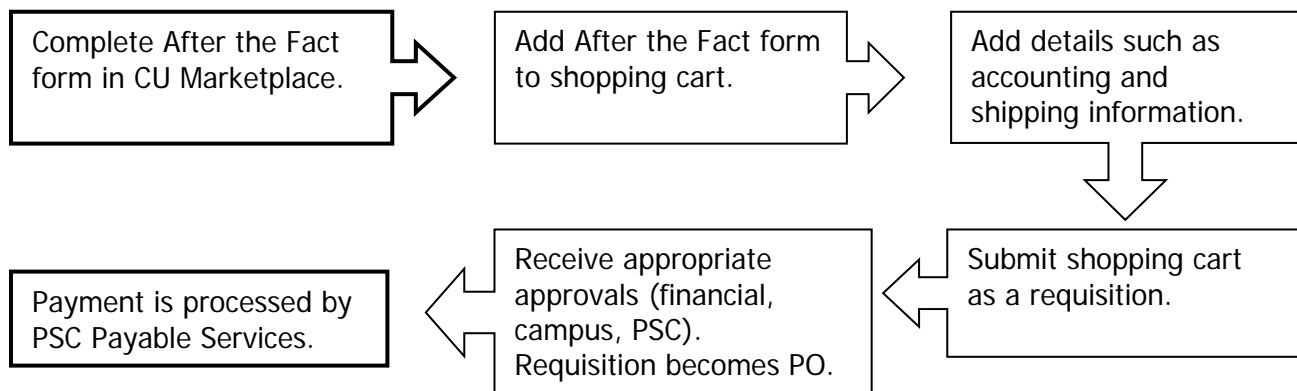 Complete After the Fact
form in CU Marketplace.
Add After the Fact form
to shopping cart.
Add details such as
accounting and
shipping information.
Submit shopping cart
as a requisition.
Receive appropriate
approvals (financial,
campus, PSC).
Requisition becomes PO.
Payment is processed by
PSC Payable Services.